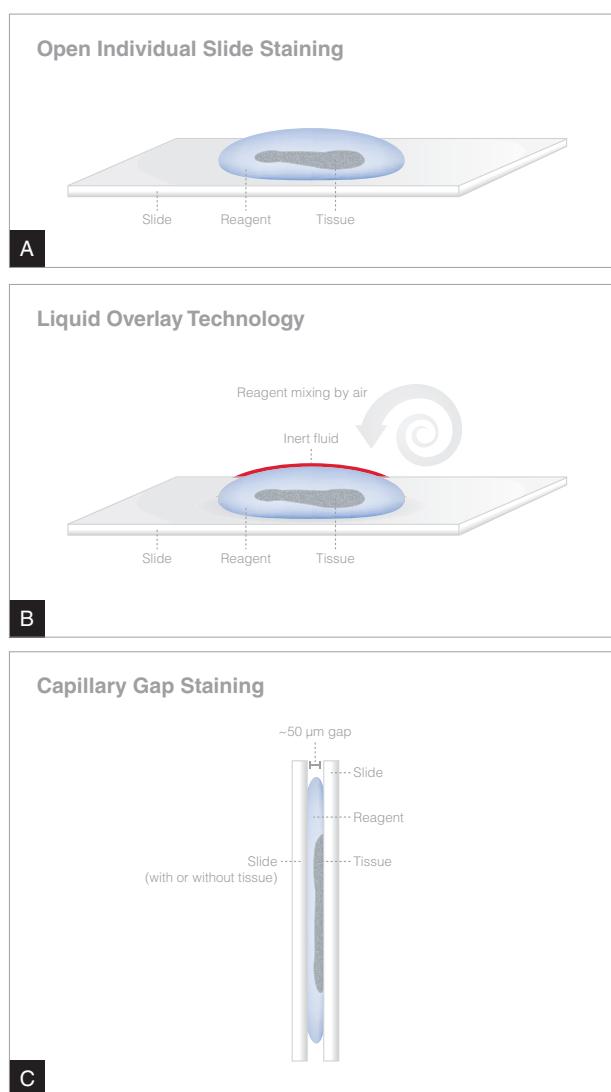 Open Individual Slide Staining
Slide Reagent Tissue
A
Liquid Overlay Technology
Reagent mixing by air
Inert fluid
Slide Reagent Tissue
B
Capillary Gap Staining
~50 µm gap
Slide
Reagent
Slide
(with or without tissue)
Tissue
C